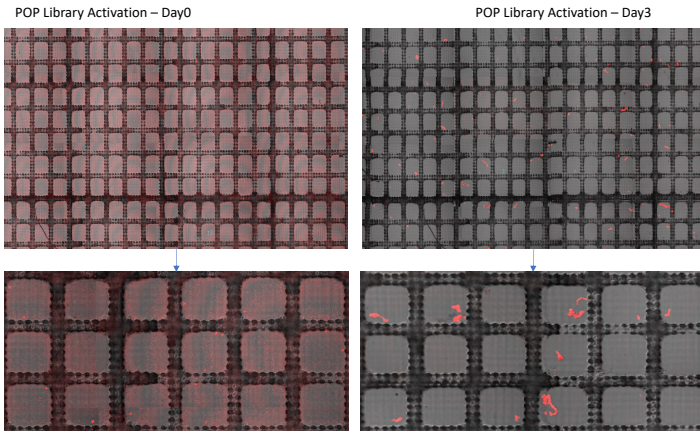 POP Library Activation – Day0
POP Library Activation – Day3